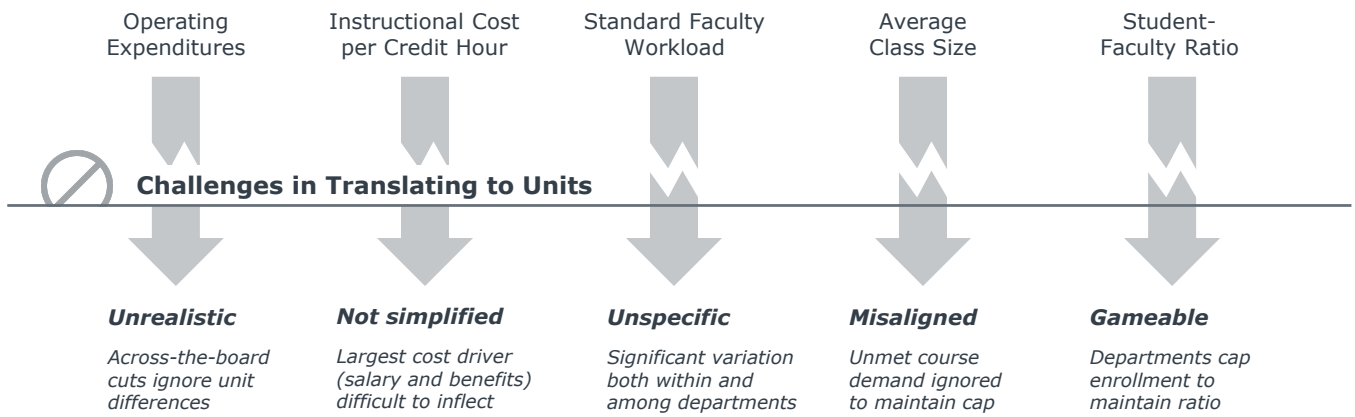 Operating
Expenditures
Instructional Cost
per Credit Hour
Standard Faculty
Workload
Average
Class Size
Student-
Faculty Ratio
Challenges in Translating to Units
Unrealistic
Across-the-board
cuts ignore unit
differences
Not simplified
Largest cost driver
(salary and benefits)
difficult to inflect
Unspecific
Significant variation
both within and
among departments
Misaligned
Unmet course
demand ignored
to maintain cap
Gameable
Departments cap
enrollment to
maintain ratio